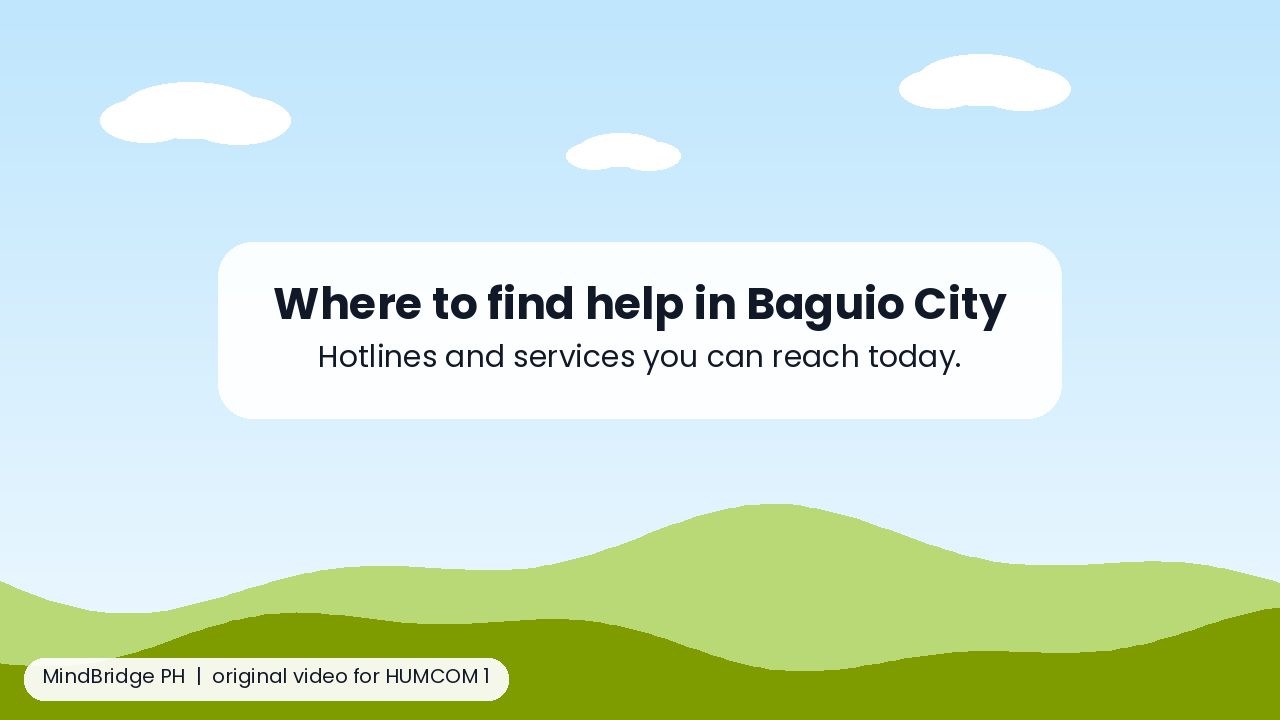 Where to find help in Baguio City
Hotlines and services you can reach today.
MindBridge PH | original video for HUMCOM 1